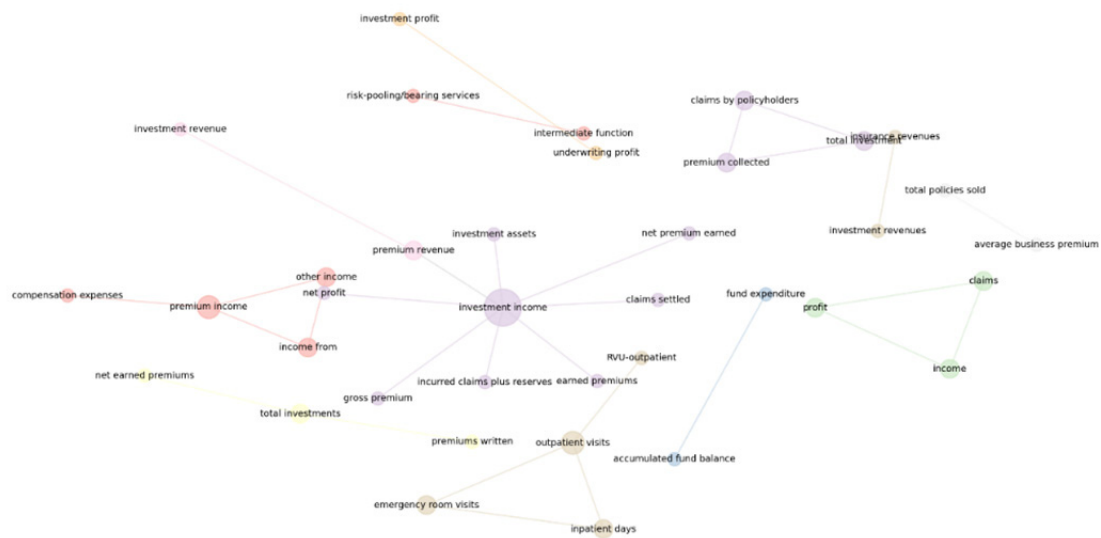 investment profit
risk-pooling/bearing services
claims by policyholders
investment revenue
intermediate function
insurance revenues
total investment
underwriting profit
premium collected
total policies sold
investment revenues
net premium earned
investment assets
average business premium
premium revenue
other income
claims
net profit
fund expenditure
compensation expenses
claims settled
premium income
investment income
profit
income from
RVU-outpatient
income
net earned premiums
incurred claims plus reserves
earned premiums
gross premium
total investments
premiums written
outpatient visits
accumulated fund balance
emergency room visits
inpatient days